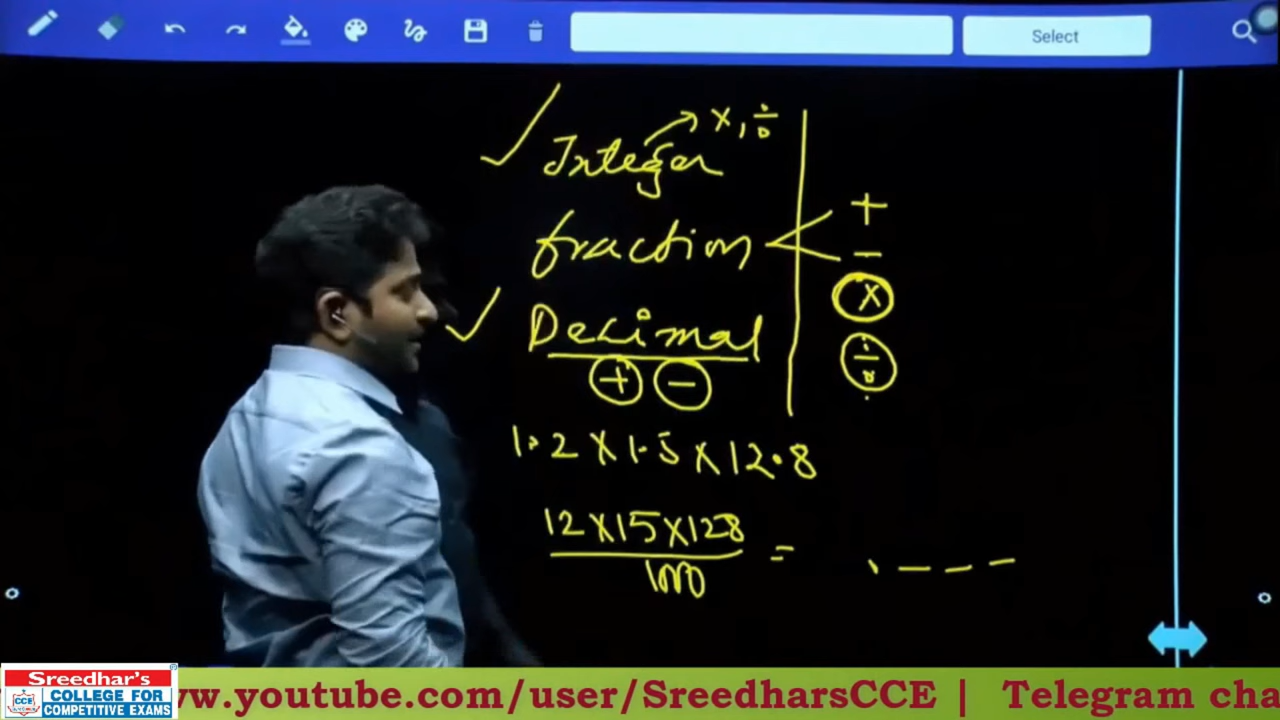 Select
Integer → ×, ÷
fraction < + −
× ÷
Decimal
+ −
1.2 × 1.5 × 12.8
12 × 15 × 128
1000
= . _ _ _
Sreedhar's
COLLEGE FOR
COMPETITIVE EXAMS
CCE
w.youtube.com/user/SreedharsCCE | Telegram cha